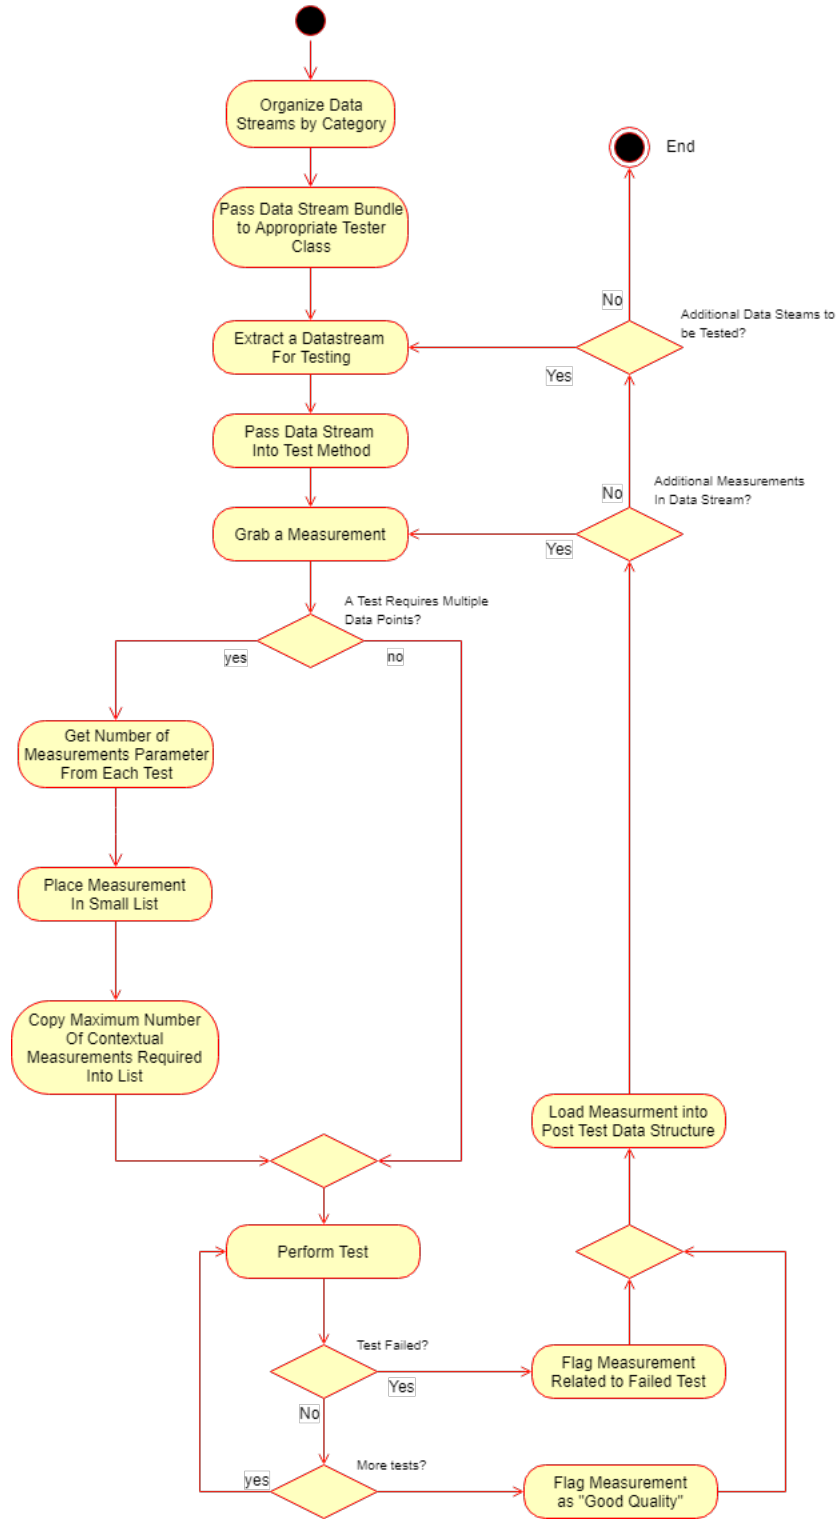 Organize Data
Streams by Category
End
Pass Data Stream Bundle
to Appropriate Tester
Class
No
Additional Data Steams to
be Tested?
Extract a Datastream
For Testing
Yes
Pass Data Stream
Into Test Method
Additional Measurements
In Data Stream?
No
Grab a Measurement
Yes
A Test Requires Multiple
Data Points?
yes
no
Get Number of
Measurements Parameter
From Each Test
Place Measurement
In Small List
Copy Maximum Number
Of Contextual
Measurements Required
Into List
Load Measurment into
Post Test Data Structure
Perform Test
Test Failed?
Yes
Flag Measurement
Related to Failed Test
No
More tests?
yes
Flag Measurement
as "Good Quality"